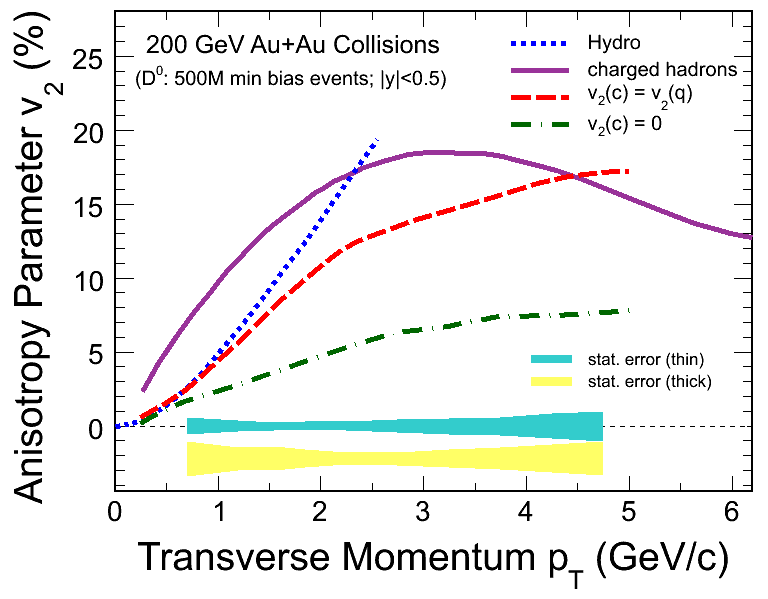 200 GeV Au+Au Collisions
(D⁰: 500M min bias events; |y|<0.5)
Hydro
charged hadrons
v₂(c) = v₂(q)
v₂(c) = 0
stat. error (thin)
stat. error (thick)
Anisotropy Parameter v₂ (%)
25
20
15
10
5
0
0 1 2 3 4 5 6
Transverse Momentum p_T (GeV/c)